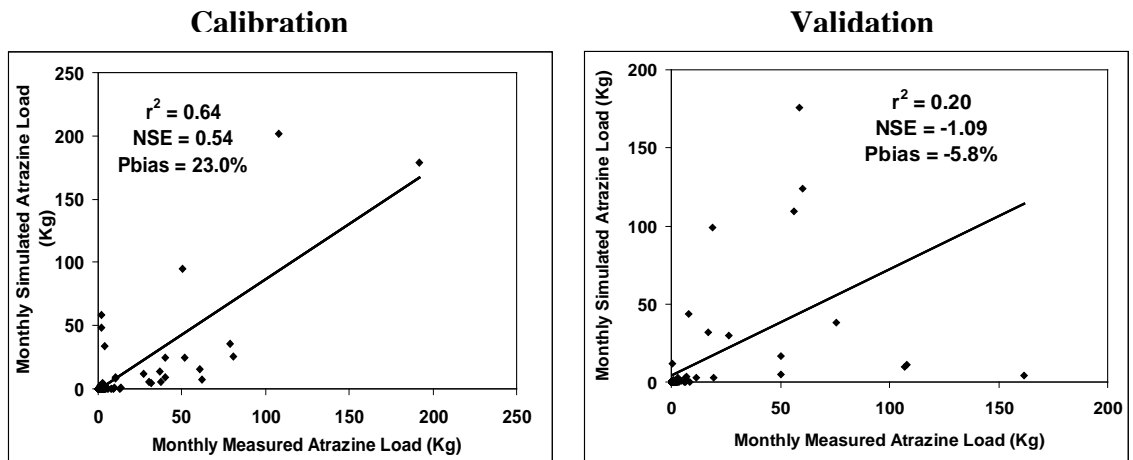 Calibration
Monthly Simulated Atrazine Load
(Kg)
250
200
150
100
50
0
r² = 0.64
NSE = 0.54
Pbias = 23.0%
0 50 100 150 200 250
Monthly Measured Atrazine Load (Kg)
Validation
Monthly Simulated Atrazine Load (Kg)
200
150
100
50
0
r² = 0.20
NSE = -1.09
Pbias = -5.8%
0 50 100 150 200
Monthly Measured Atrazine Load (Kg)